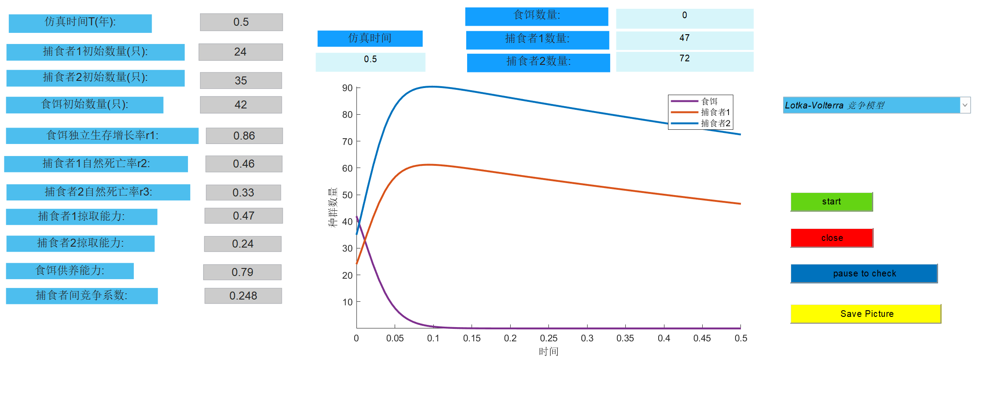 仿真时间T(年):
0.5
捕食者1初始数量(只):
24
捕食者2初始数量(只):
35
食饵初始数量(只):
42
食饵独立生存增长率r1:
0.86
捕食者1自然死亡率r2:
0.46
捕食者2自然死亡率r3:
0.33
捕食者1掠取能力:
0.47
捕食者2掠取能力:
0.24
食饵供养能力:
0.79
捕食者间竞争系数:
0.248
仿真时间
0.5
食饵数量:
0
捕食者1数量:
47
捕食者2数量:
72
90
80
70
60
50
40
30
20
10
种群数量
0
0.05
0.1
0.15
0.2
0.25
0.3
0.35
0.4
0.45
0.5
时间
食饵
捕食者1
捕食者2
Lotka-Volterra 竞争模型
start
close
pause to check
Save Picture